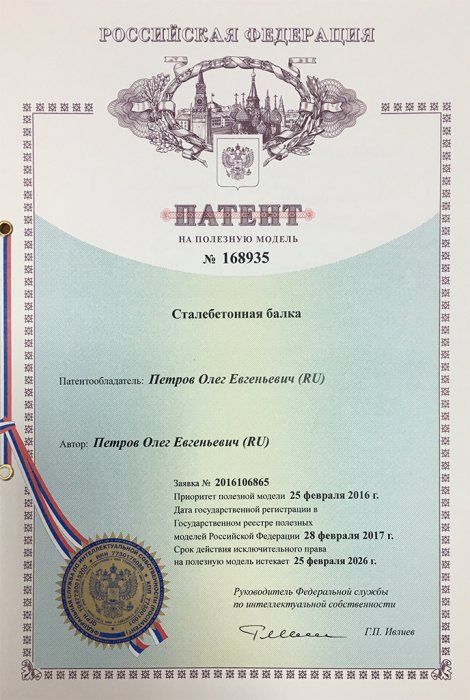 РОССИЙСКАЯ ФЕДЕРАЦИЯ
ПАТЕНТ
НА ПОЛЕЗНУЮ МОДЕЛЬ
№ 168935
Сталебетонная балка
Патентообладатель: Петров Олег Евгеньевич (RU)
Автор: Петров Олег Евгеньевич (RU)
Заявка № 2016106865
Приоритет полезной модели 25 февраля 2016 г.
Дата государственной регистрации в
Государственном реестре полезных
моделей Российской Федерации 28 февраля 2017 г.
Срок действия исключительного права
на полезную модель истекает 25 февраля 2026 г.
Руководитель Федеральной службы
по интеллектуальной собственности
Г.П. Ивлиев